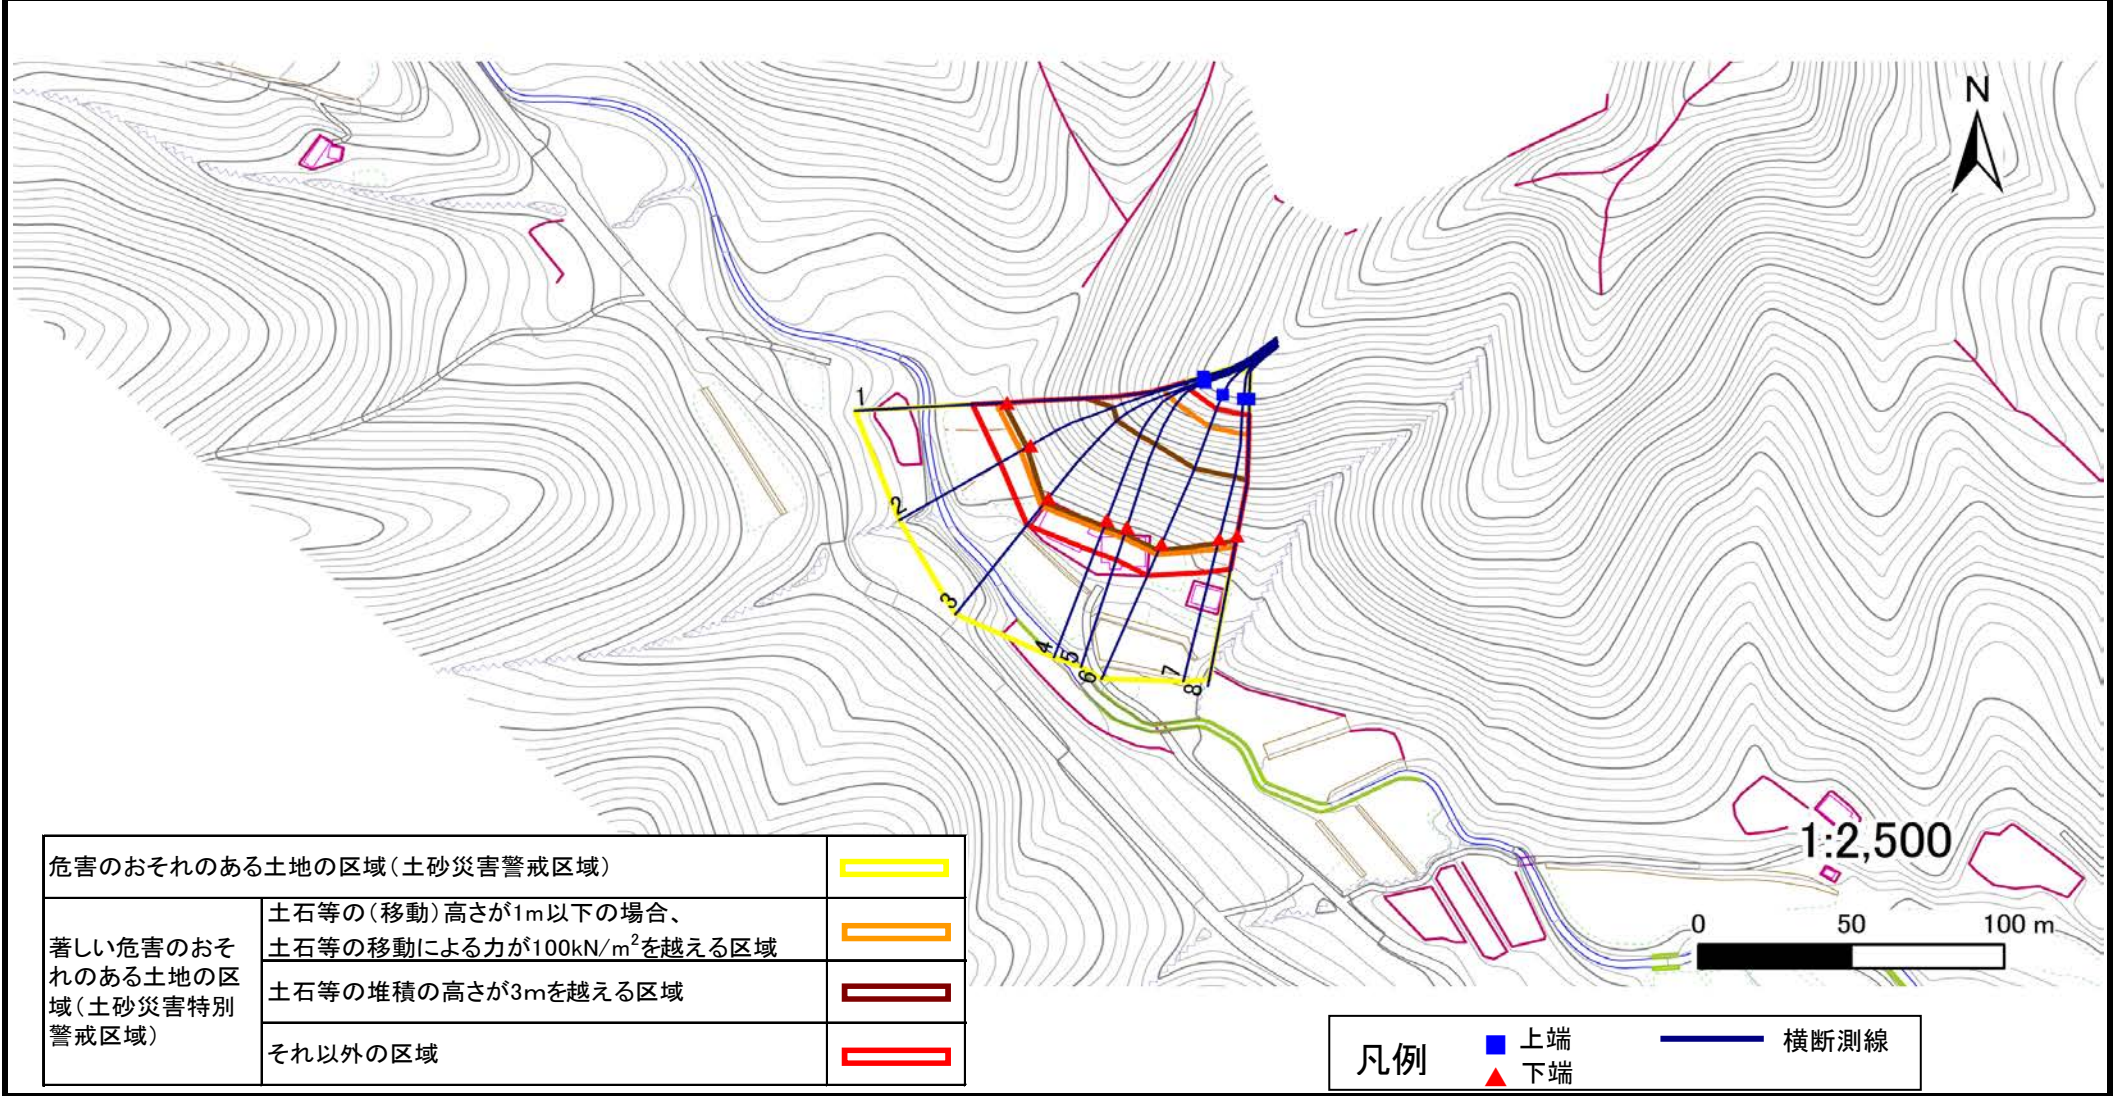 N
1
2
3
4
5
6
7
8
1:2,500
0 50 100 m
危害のおそれのある土地の区域(土砂災害警戒区域)
著しい危害のおそ
れのある土地の区
域(土砂災害特別
警戒区域)
土石等の(移動)高さが1m以下の場合、
土石等の移動による力が100kN/m²を越える区域
土石等の堆積の高さが3mを越える区域
それ以外の区域
凡例
上端
下端
横断測線